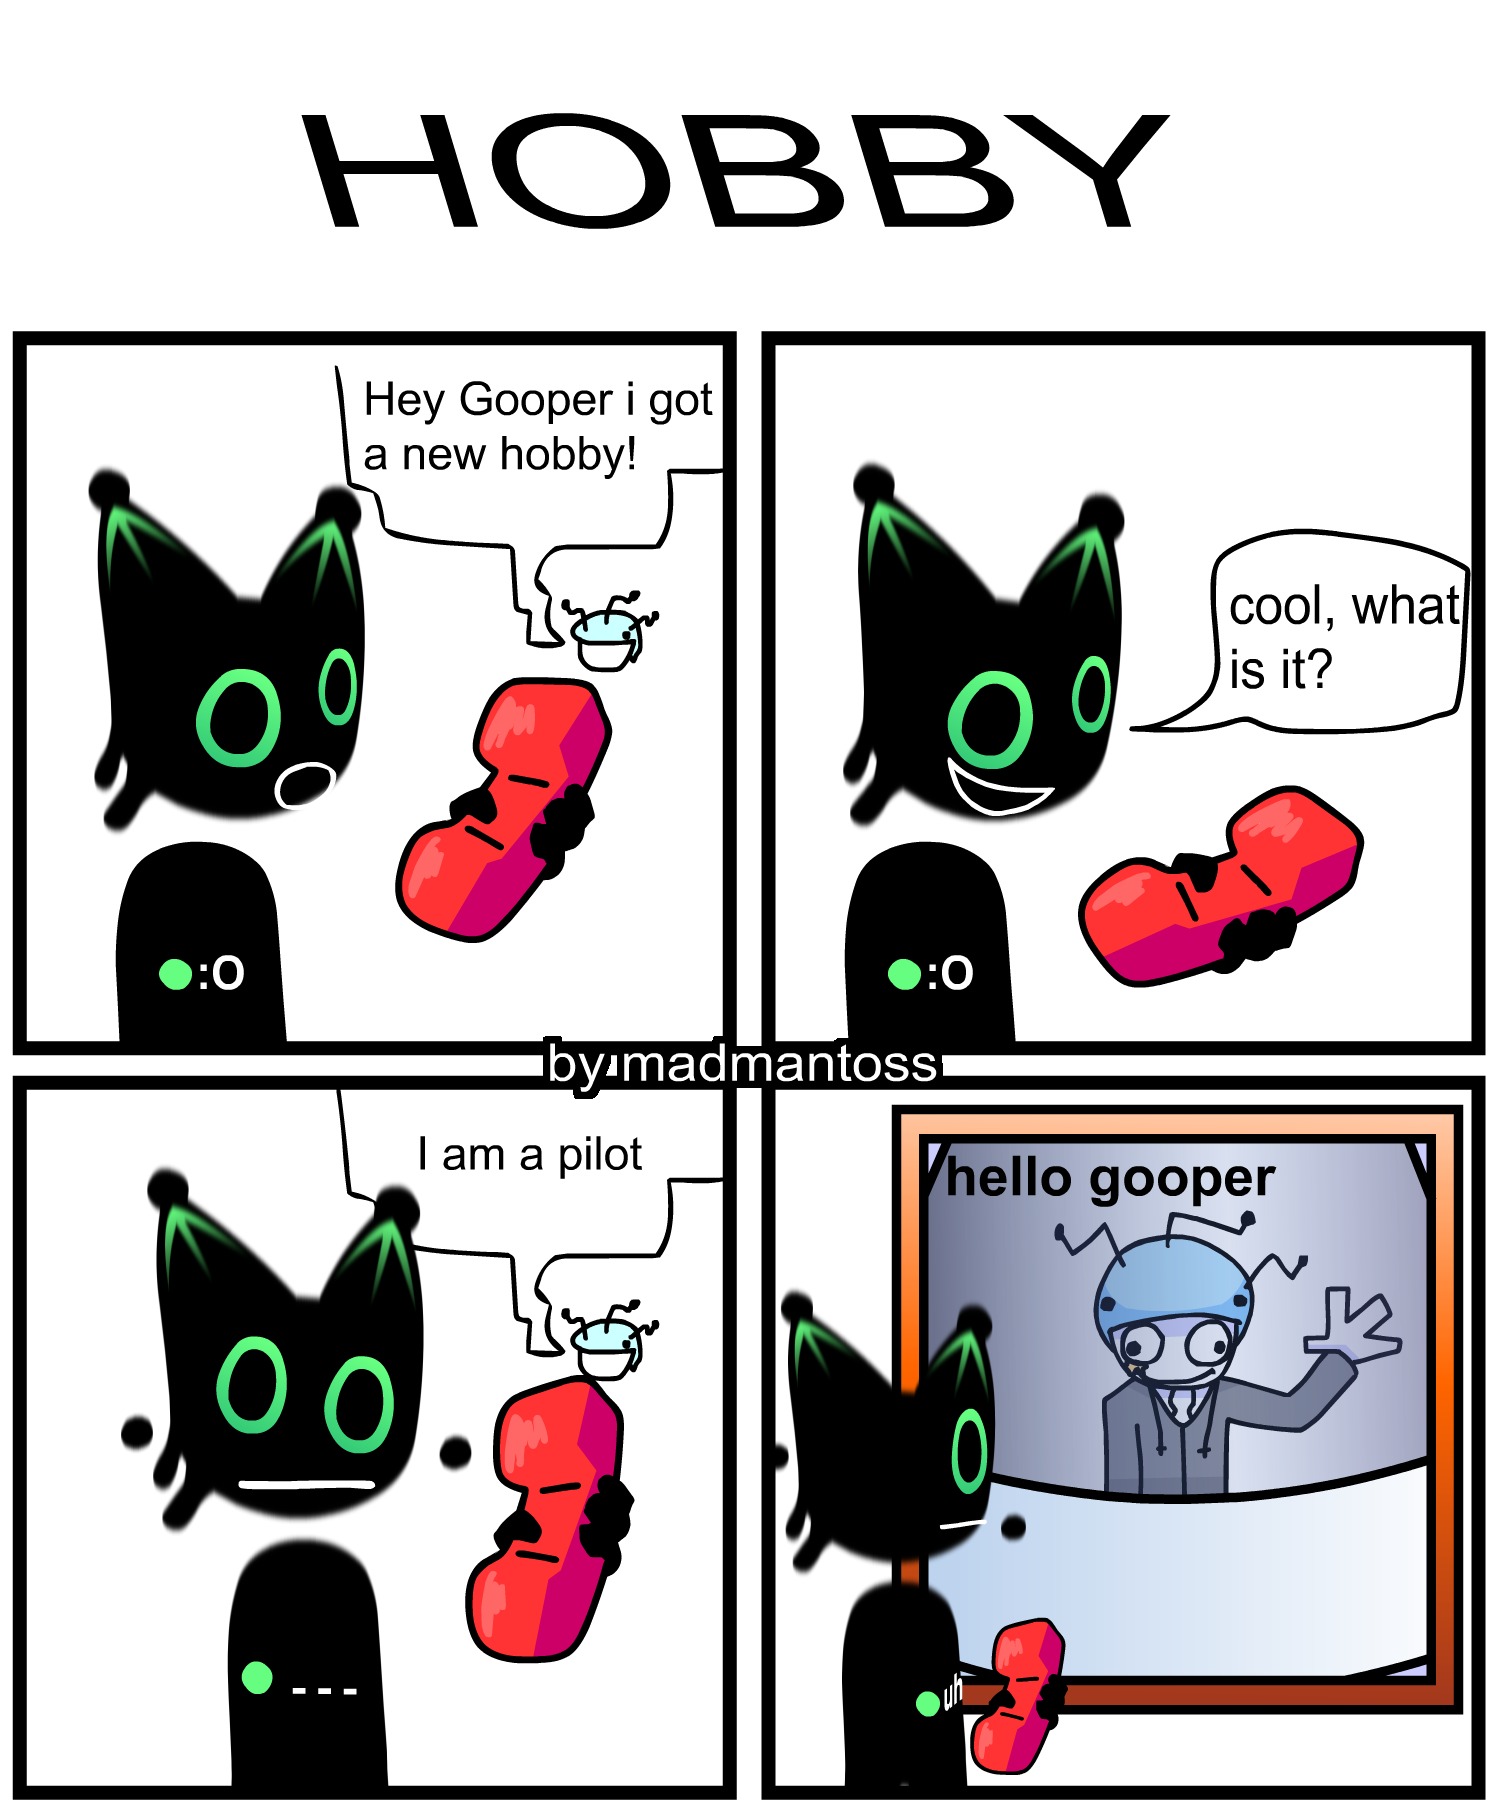 HOBBY
Hey Gooper i got
a new hobby!
:O
cool, what
is it?
:O
by madmantoss
I am a pilot
---
hello gooper
uh